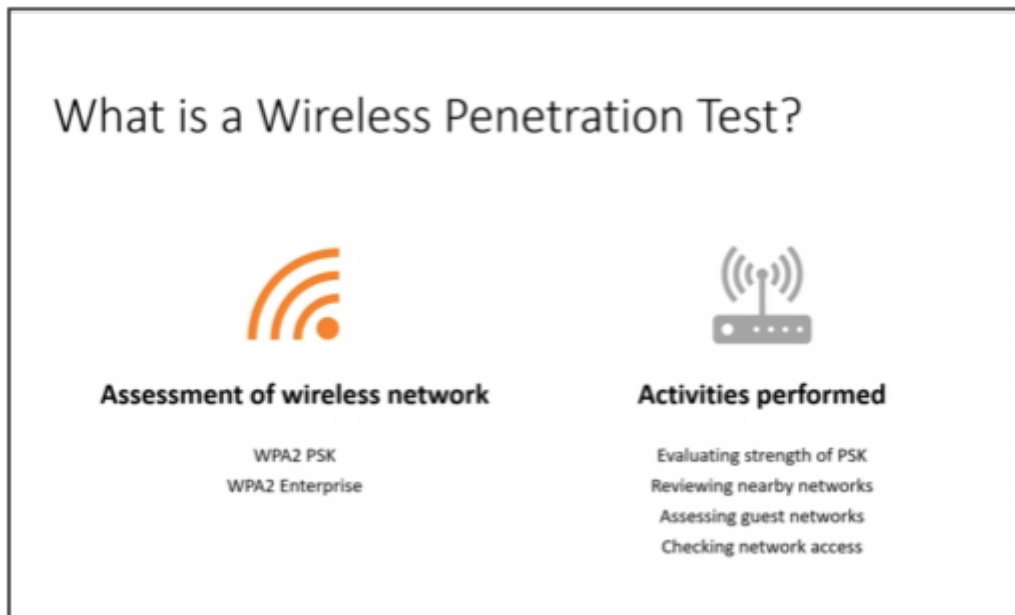 What is a Wireless Penetration Test?
Assessment of wireless network
WPA2 PSK
WPA2 Enterprise
Activities performed
Evaluating strength of PSK
Reviewing nearby networks
Assessing guest networks
Checking network access